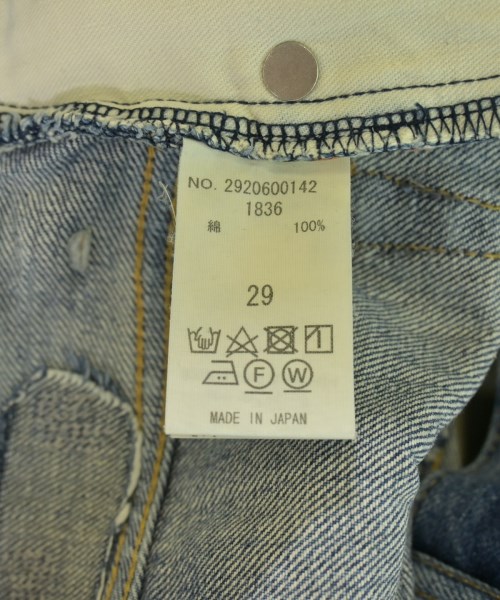 NO. 2920600142
1836
綿 100%
29
F W
MADE IN JAPAN